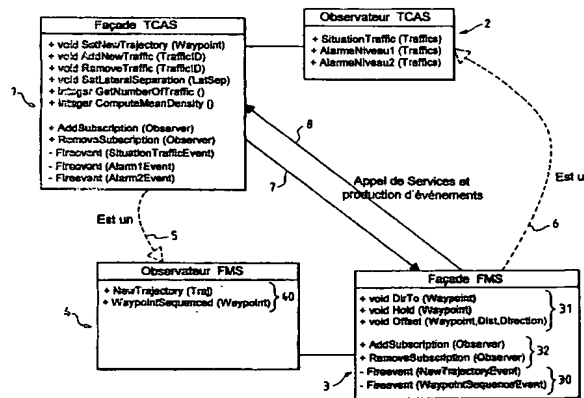 Façade TCAS
+ void SetNewTrajectory (Waypoint)
+ void AddNewTraffic (TrafficID)
+ void RemoveTraffic (TrafficID)
+ void SetLateralSeparation (LatSep)
+ Integer GetNumberOfTraffic ()
+ Integer ComputeMeanDensity ()
+ AddSubscription (Observer)
+ RemoveSubscription (Observer)
- Fireevent (SituationTrafficEvent)
- Fireevent (Alarm1Event)
- Fireevent (Alarm2Event)
1
Observateur TCAS
+ SituationTraffic (Traffics)
+ AlarmeNiveau1 (Traffics)
+ AlarmeNiveau2 (Traffics)
2
8
7
Appel de Services et
production d'événements
Est un
5
Est un
6
Observateur FMS
+ NewTrajectory (Traj)
+ WaypointSequenced (Waypoint)
40
4
Façade FMS
+ void DirTo (Waypoint)
+ void Hold (Waypoint)
+ void Offset (Waypoint,Dist,Direction)
31
+ AddSubscription (Observer)
+ RemoveSubscription (Observer)
32
- Fireevent (NewTrajectoryEvent)
- Fireevent (WaypointSequenceEvent)
30
3